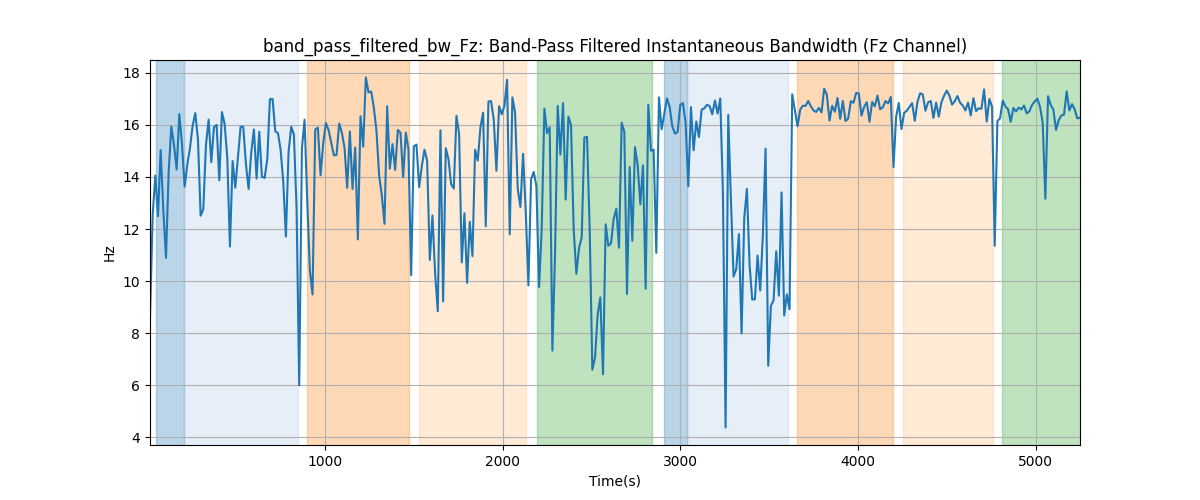 band_pass_filtered_bw_Fz: Band-Pass Filtered Instantaneous Bandwidth (Fz Channel)
18
16
14
12
10
8
6
4
Hz
1000 2000 3000 4000 5000
Time(s)